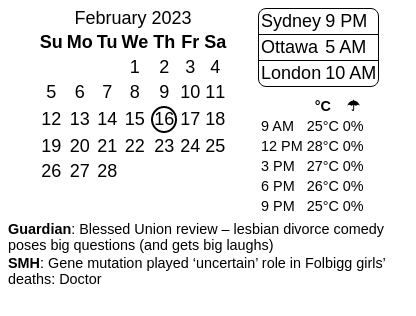 February 2023
Su Mo Tu We Th Fr Sa
1 2 3 4
5 6 7 8 9 10 11
12 13 14 15 16 17 18
19 20 21 22 23 24 25
26 27 28
Sydney 9 PM
Ottawa 5 AM
London 10 AM
°C ☂
9 AM 25°C 0%
12 PM 28°C 0%
3 PM 27°C 0%
6 PM 26°C 0%
9 PM 25°C 0%
Guardian: Blessed Union review – lesbian divorce comedy
poses big questions (and gets big laughs)
SMH: Gene mutation played ‘uncertain’ role in Folbigg girls’
deaths: Doctor